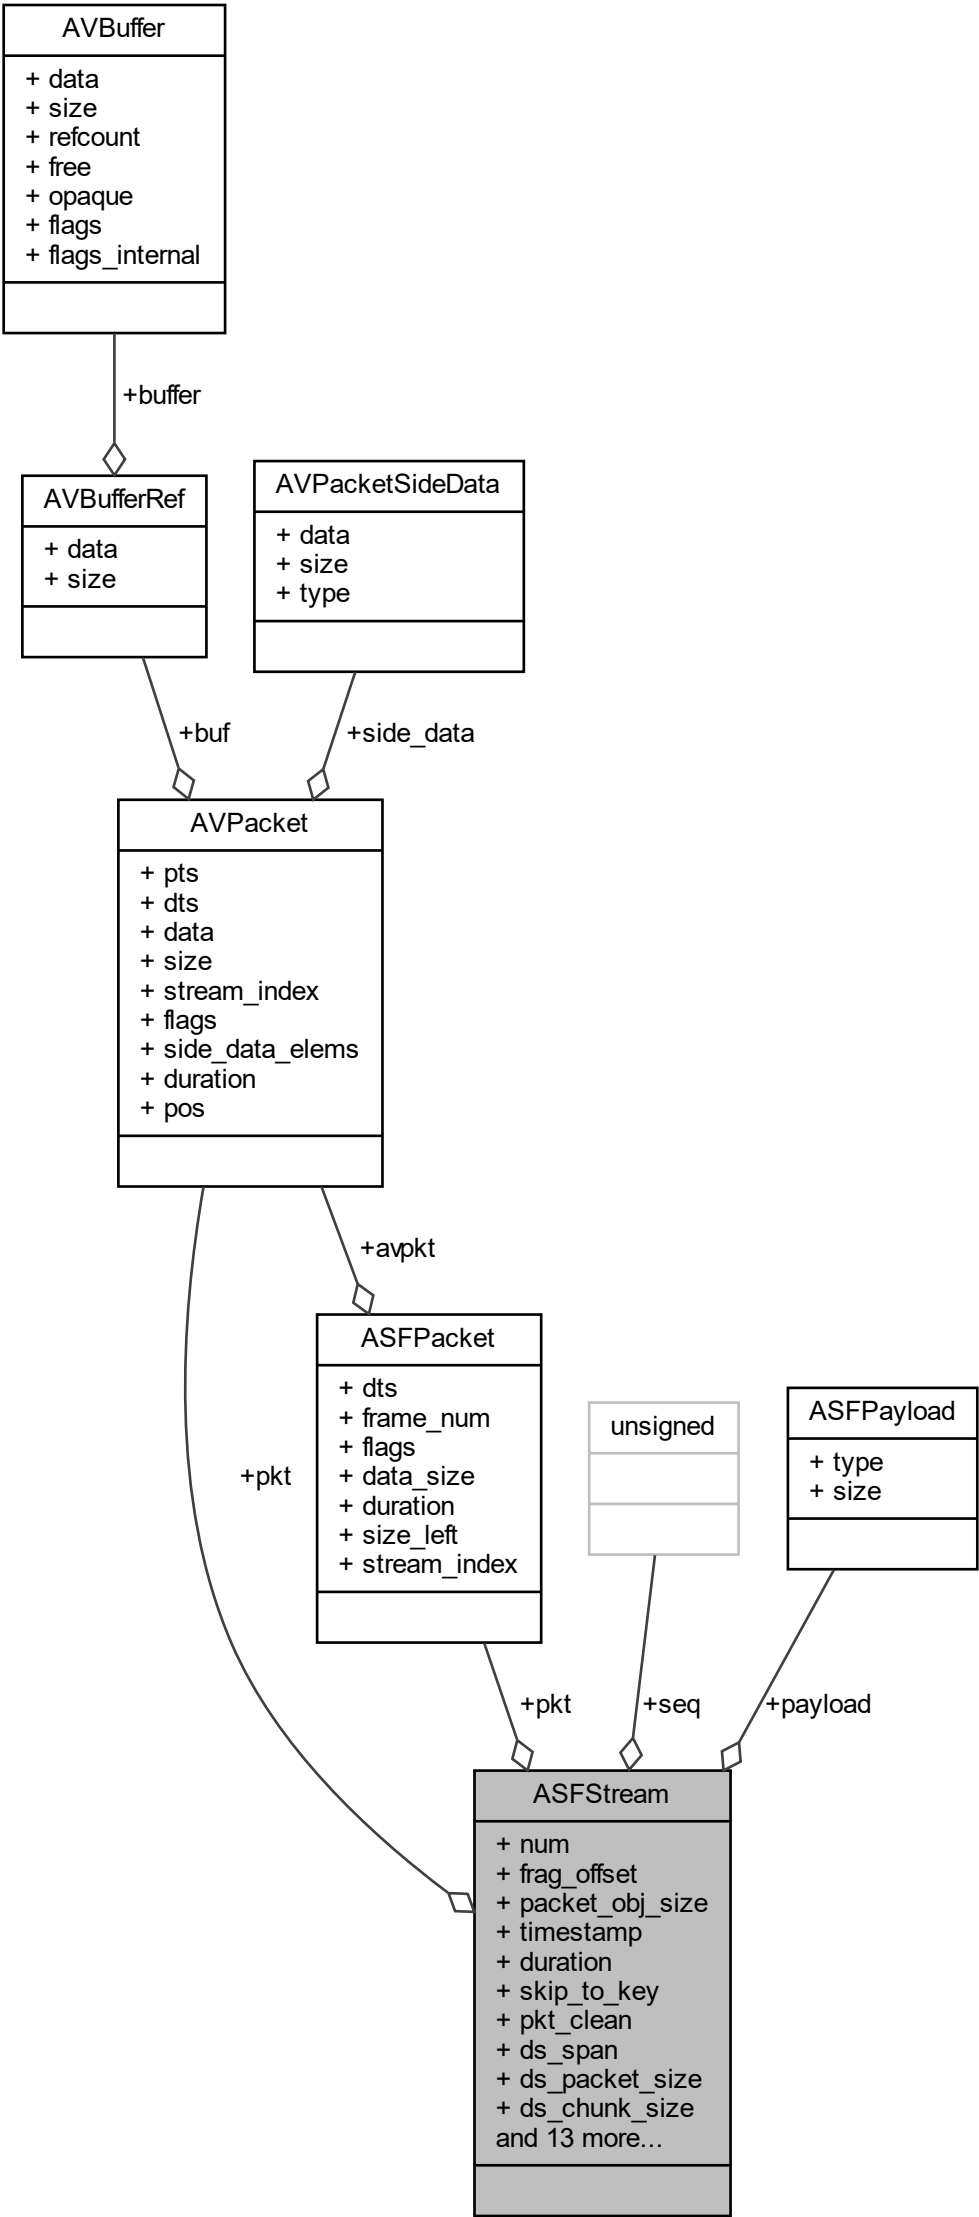 AVBuffer
+ data
+ size
+ refcount
+ free
+ opaque
+ flags
+ flags_internal
+buffer
AVBufferRef
+ data
+ size
AVPacketSideData
+ data
+ size
+ type
+buf
+side_data
AVPacket
+ pts
+ dts
+ data
+ size
+ stream_index
+ flags
+ side_data_elems
+ duration
+ pos
+avpkt
+pkt
ASFPacket
+ dts
+ frame_num
+ flags
+ data_size
+ duration
+ size_left
+ stream_index
unsigned
ASFPayload
+ type
+ size
+pkt
+seq
+payload
ASFStream
+ num
+ frag_offset
+ packet_obj_size
+ timestamp
+ duration
+ skip_to_key
+ pkt_clean
+ ds_span
+ ds_packet_size
+ ds_chunk_size
and 13 more...